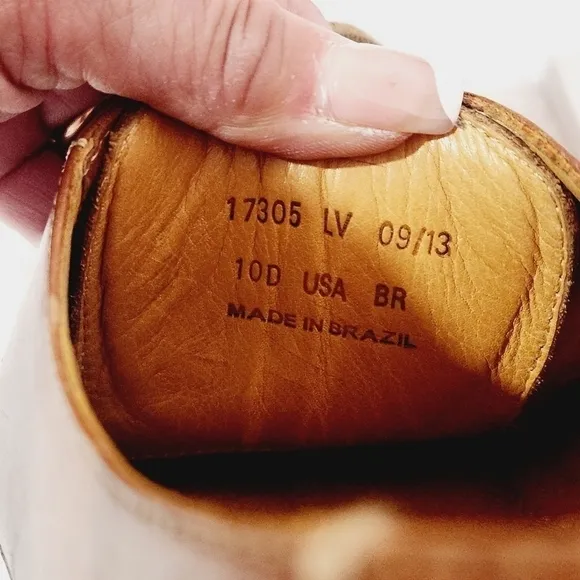 17305 LV 09/13
10D USA BR
MADE IN BRAZIL